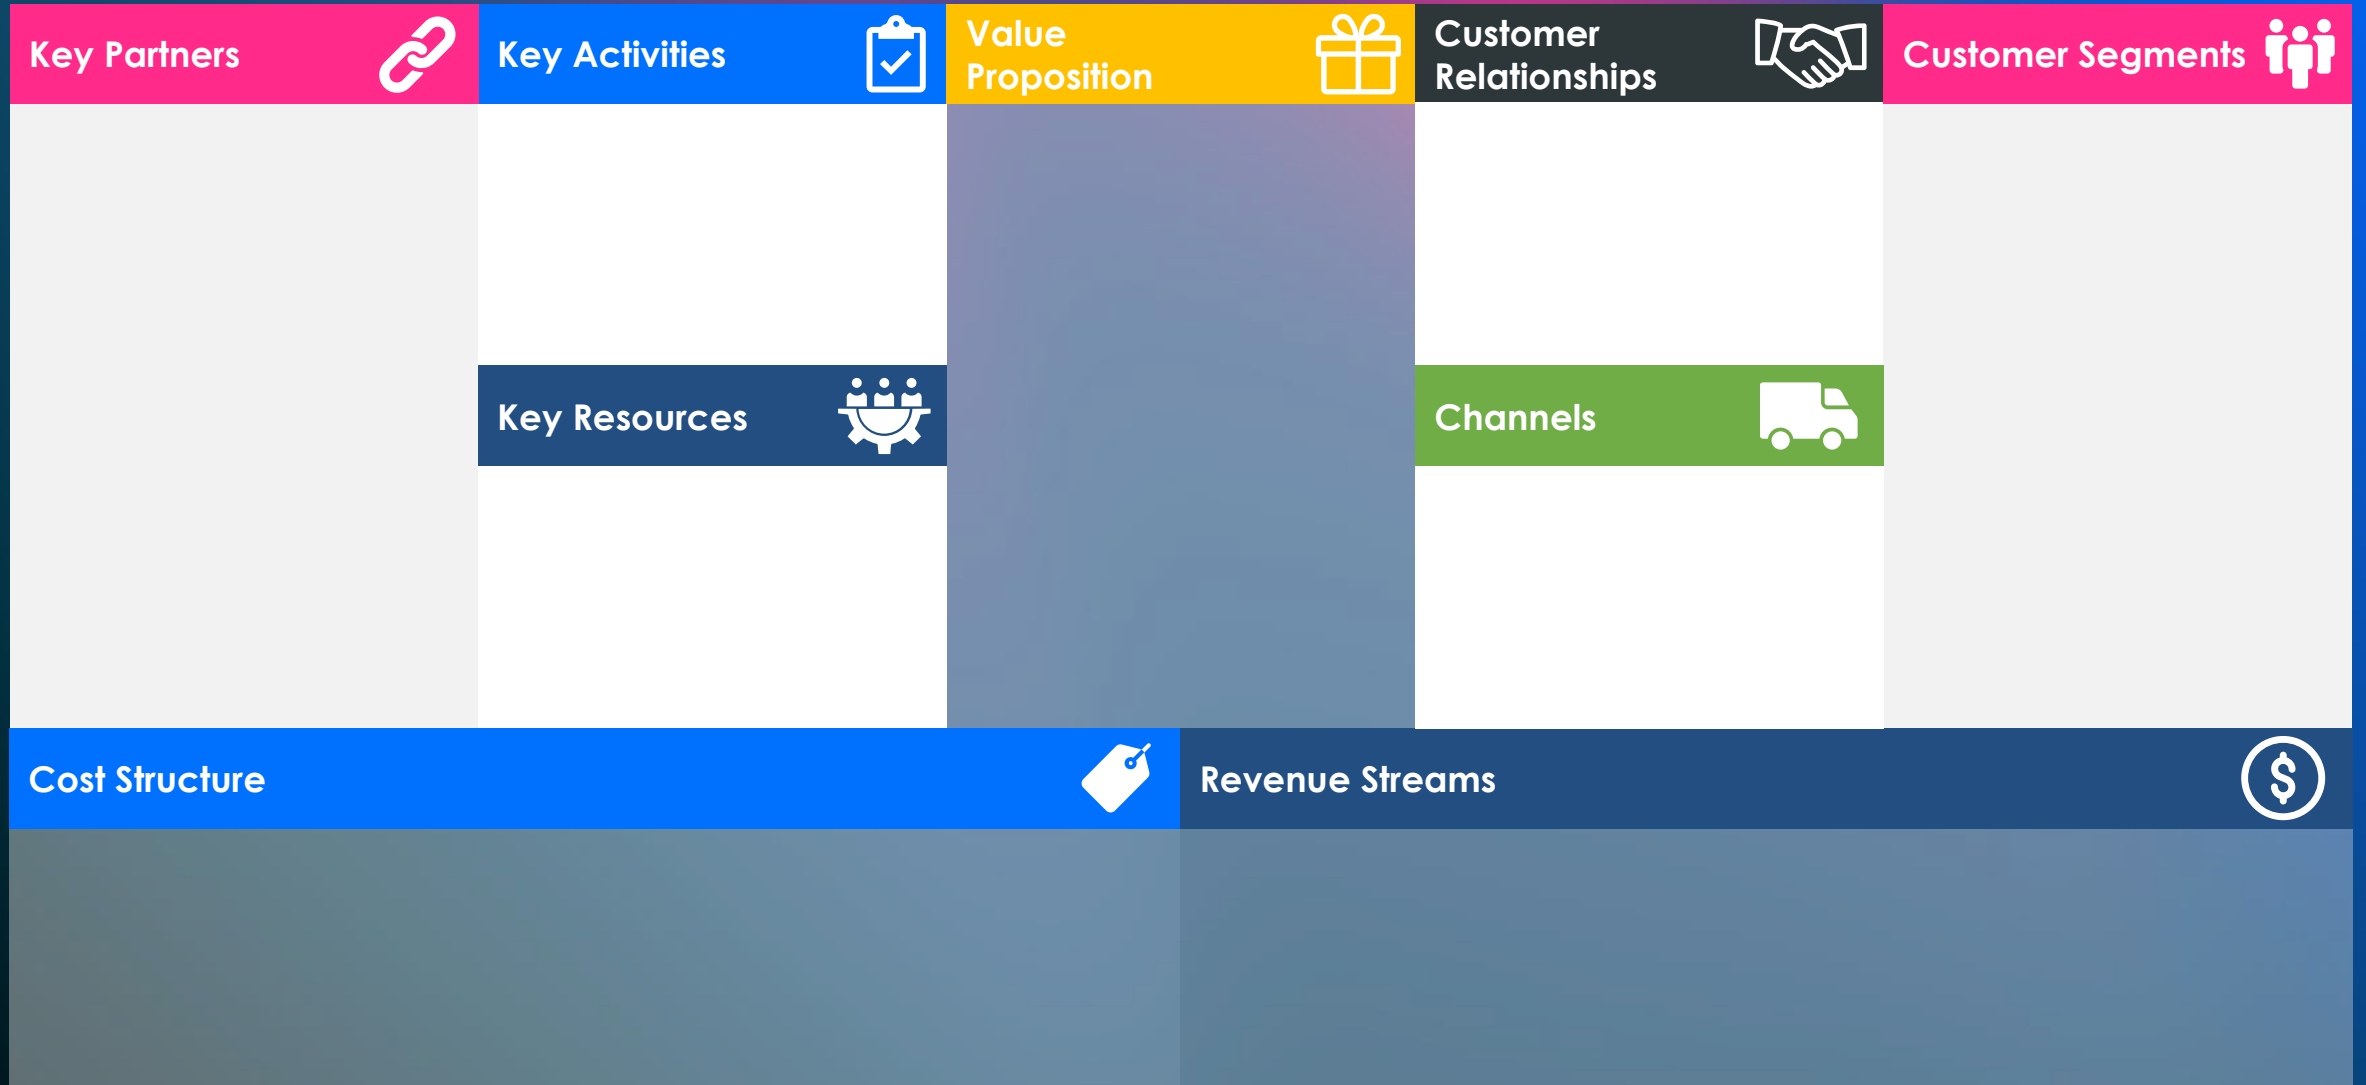 Key Partners
Key Activities
Value
Proposition
Customer
Relationships
Customer Segments
Key Resources
Channels
Cost Structure
Revenue Streams
$